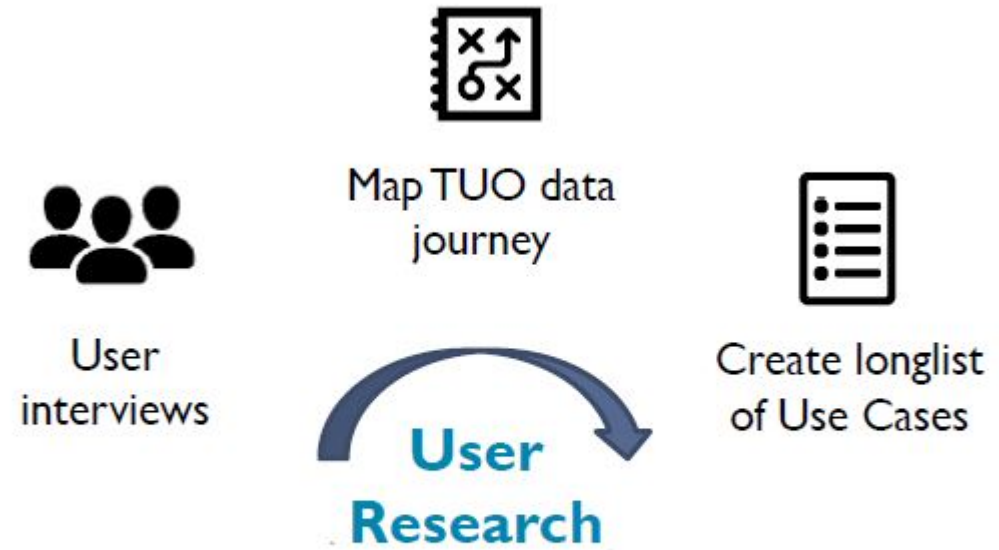 User
interviews
Map TUO data
journey
Create longlist
of Use Cases
User
Research